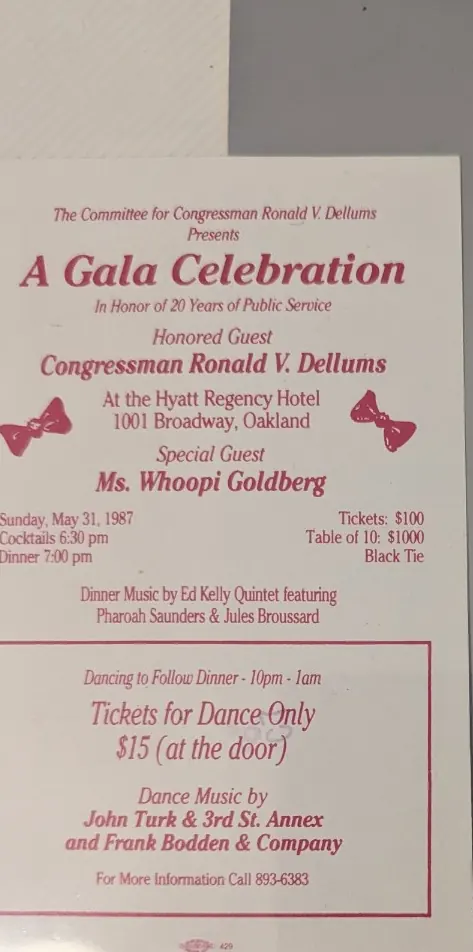 The Committee for Congressman Ronald V. Dellums
Presents
A Gala Celebration
In Honor of 20 Years of Public Service
Honored Guest
Congressman Ronald V. Dellums
At the Hyatt Regency Hotel
1001 Broadway, Oakland
Special Guest
Ms. Whoopi Goldberg
Sunday, May 31, 1987
Cocktails 6:30 pm
Dinner 7:00 pm
Tickets: $100
Table of 10: $1000
Black Tie
Dinner Music by Ed Kelly Quintet featuring
Pharoah Saunders & Jules Broussard
Dancing to Follow Dinner - 10pm - 1am
Tickets for Dance Only
$15 (at the door)
Dance Music by
John Turk & 3rd St. Annex
and Frank Bodden & Company
For More Information Call 893-6383
429